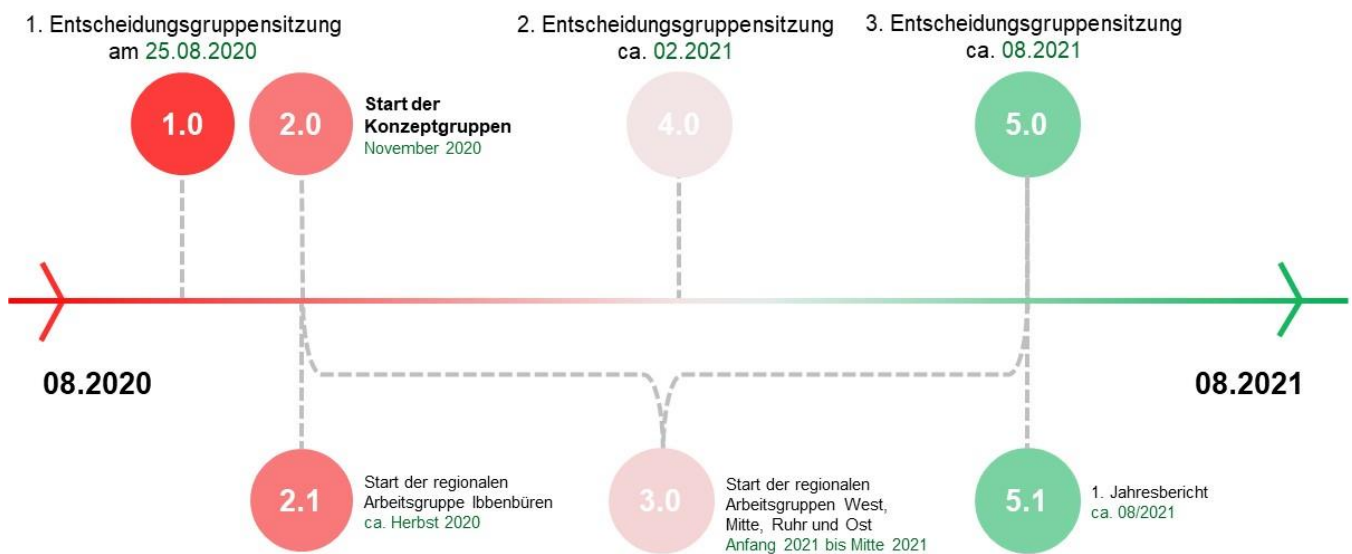 1. Entscheidungsgruppensitzung
am 25.08.2020
2. Entscheidungsgruppensitzung
ca. 02.2021
3. Entscheidungsgruppensitzung
ca. 08.2021
1.0
2.0
Start der
Konzeptgruppen
November 2020
4.0
5.0
08.2020
08.2021
2.1
Start der regionalen
Arbeitsgruppe Ibbenbüren
ca. Herbst 2020
3.0
Start der regionalen
Arbeitsgruppen West,
Mitte, Ruhr und Ost
Anfang 2021 bis Mitte 2021
5.1
1. Jahresbericht
ca. 08/2021